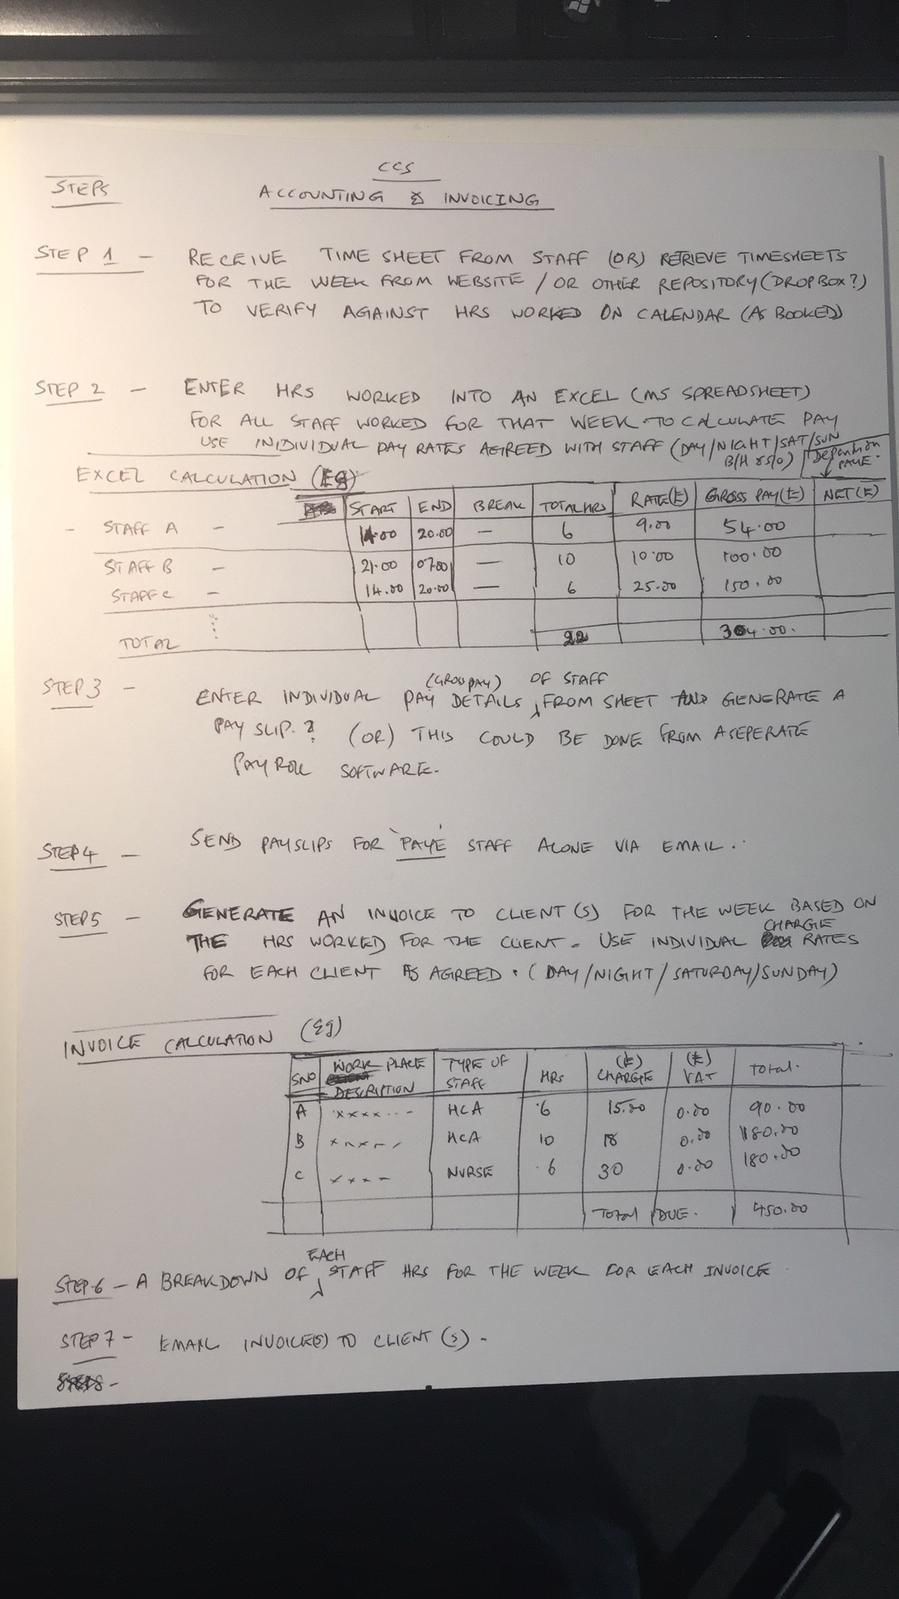 CCS
STEPS
ACCOUNTING & INVOICING
STEP 1 - RECEIVE TIME SHEET FROM STAFF (OR) RETRIEVE TIMESHEETS
FOR THE WEEK FROM WEBSITE / OR OTHER REPOSITORY (DROPBOX?)
TO VERIFY AGAINST HRS WORKED ON CALENDAR (AS BOOKED)
STEP 2 - ENTER HRS WORKED INTO AN EXCEL (MS SPREADSHEET)
FOR ALL STAFF WORKED FOR THAT WEEK TO CALCULATE PAY
USE INDIVIDUAL PAY RATES AGREED WITH STAFF (DAY/NIGHT/SAT/SUN
B/H
PAYE.
EXCEL CALCULATION (Eg)
START END BREAK TOTAL HRS RATE(£) GROSS PAY(£) NET(£)
- STAFF A - 14.00 20.00 - 6 9.00 54.00
STAFF B - 21.00 0700 - 10 10.00 100.00
STAFF C - 14.00 20.00 - 6 25.00 150.00
TOTAL 22 304.00.
STEP 3 - (GROSS PAY) OF STAFF
ENTER INDIVIDUAL PAY DETAILS FROM SHEET AND GENERATE A
PAY SLIP.? (OR) THIS COULD BE DONE FROM A SEPERATE
PAYROLL SOFTWARE.
STEP 4 - SEND PAYSLIPS FOR 'PAYE' STAFF ALONE VIA EMAIL..
STEP 5 - GENERATE AN INVOICE TO CLIENT(S) FOR THE WEEK BASED ON
THE HRS WORKED FOR THE CLIENT. USE INDIVIDUAL CHARGE RATES
FOR EACH CLIENT AS AGREED. (DAY/NIGHT/SATURDAY/SUNDAY)
INVOICE CALCULATION (Eg)
SNO WORK PLACE DESCRIPTION TYPE OF STAFF HRS (£) CHARGE (£) VAT TOTAL.
A xxxx... - HCA 6 15.00 0.00 90.00
B xxxx.. HCA 10 18 0.00 180.00
C xxx - NURSE 6 30 0.00 180.00
TOTAL DUE. 450.00
STEP 6 - A BREAKDOWN OF EACH STAFF HRS FOR THE WEEK FOR EACH INVOICE
STEP 7 - EMAIL INVOICE(S) TO CLIENT(S) -